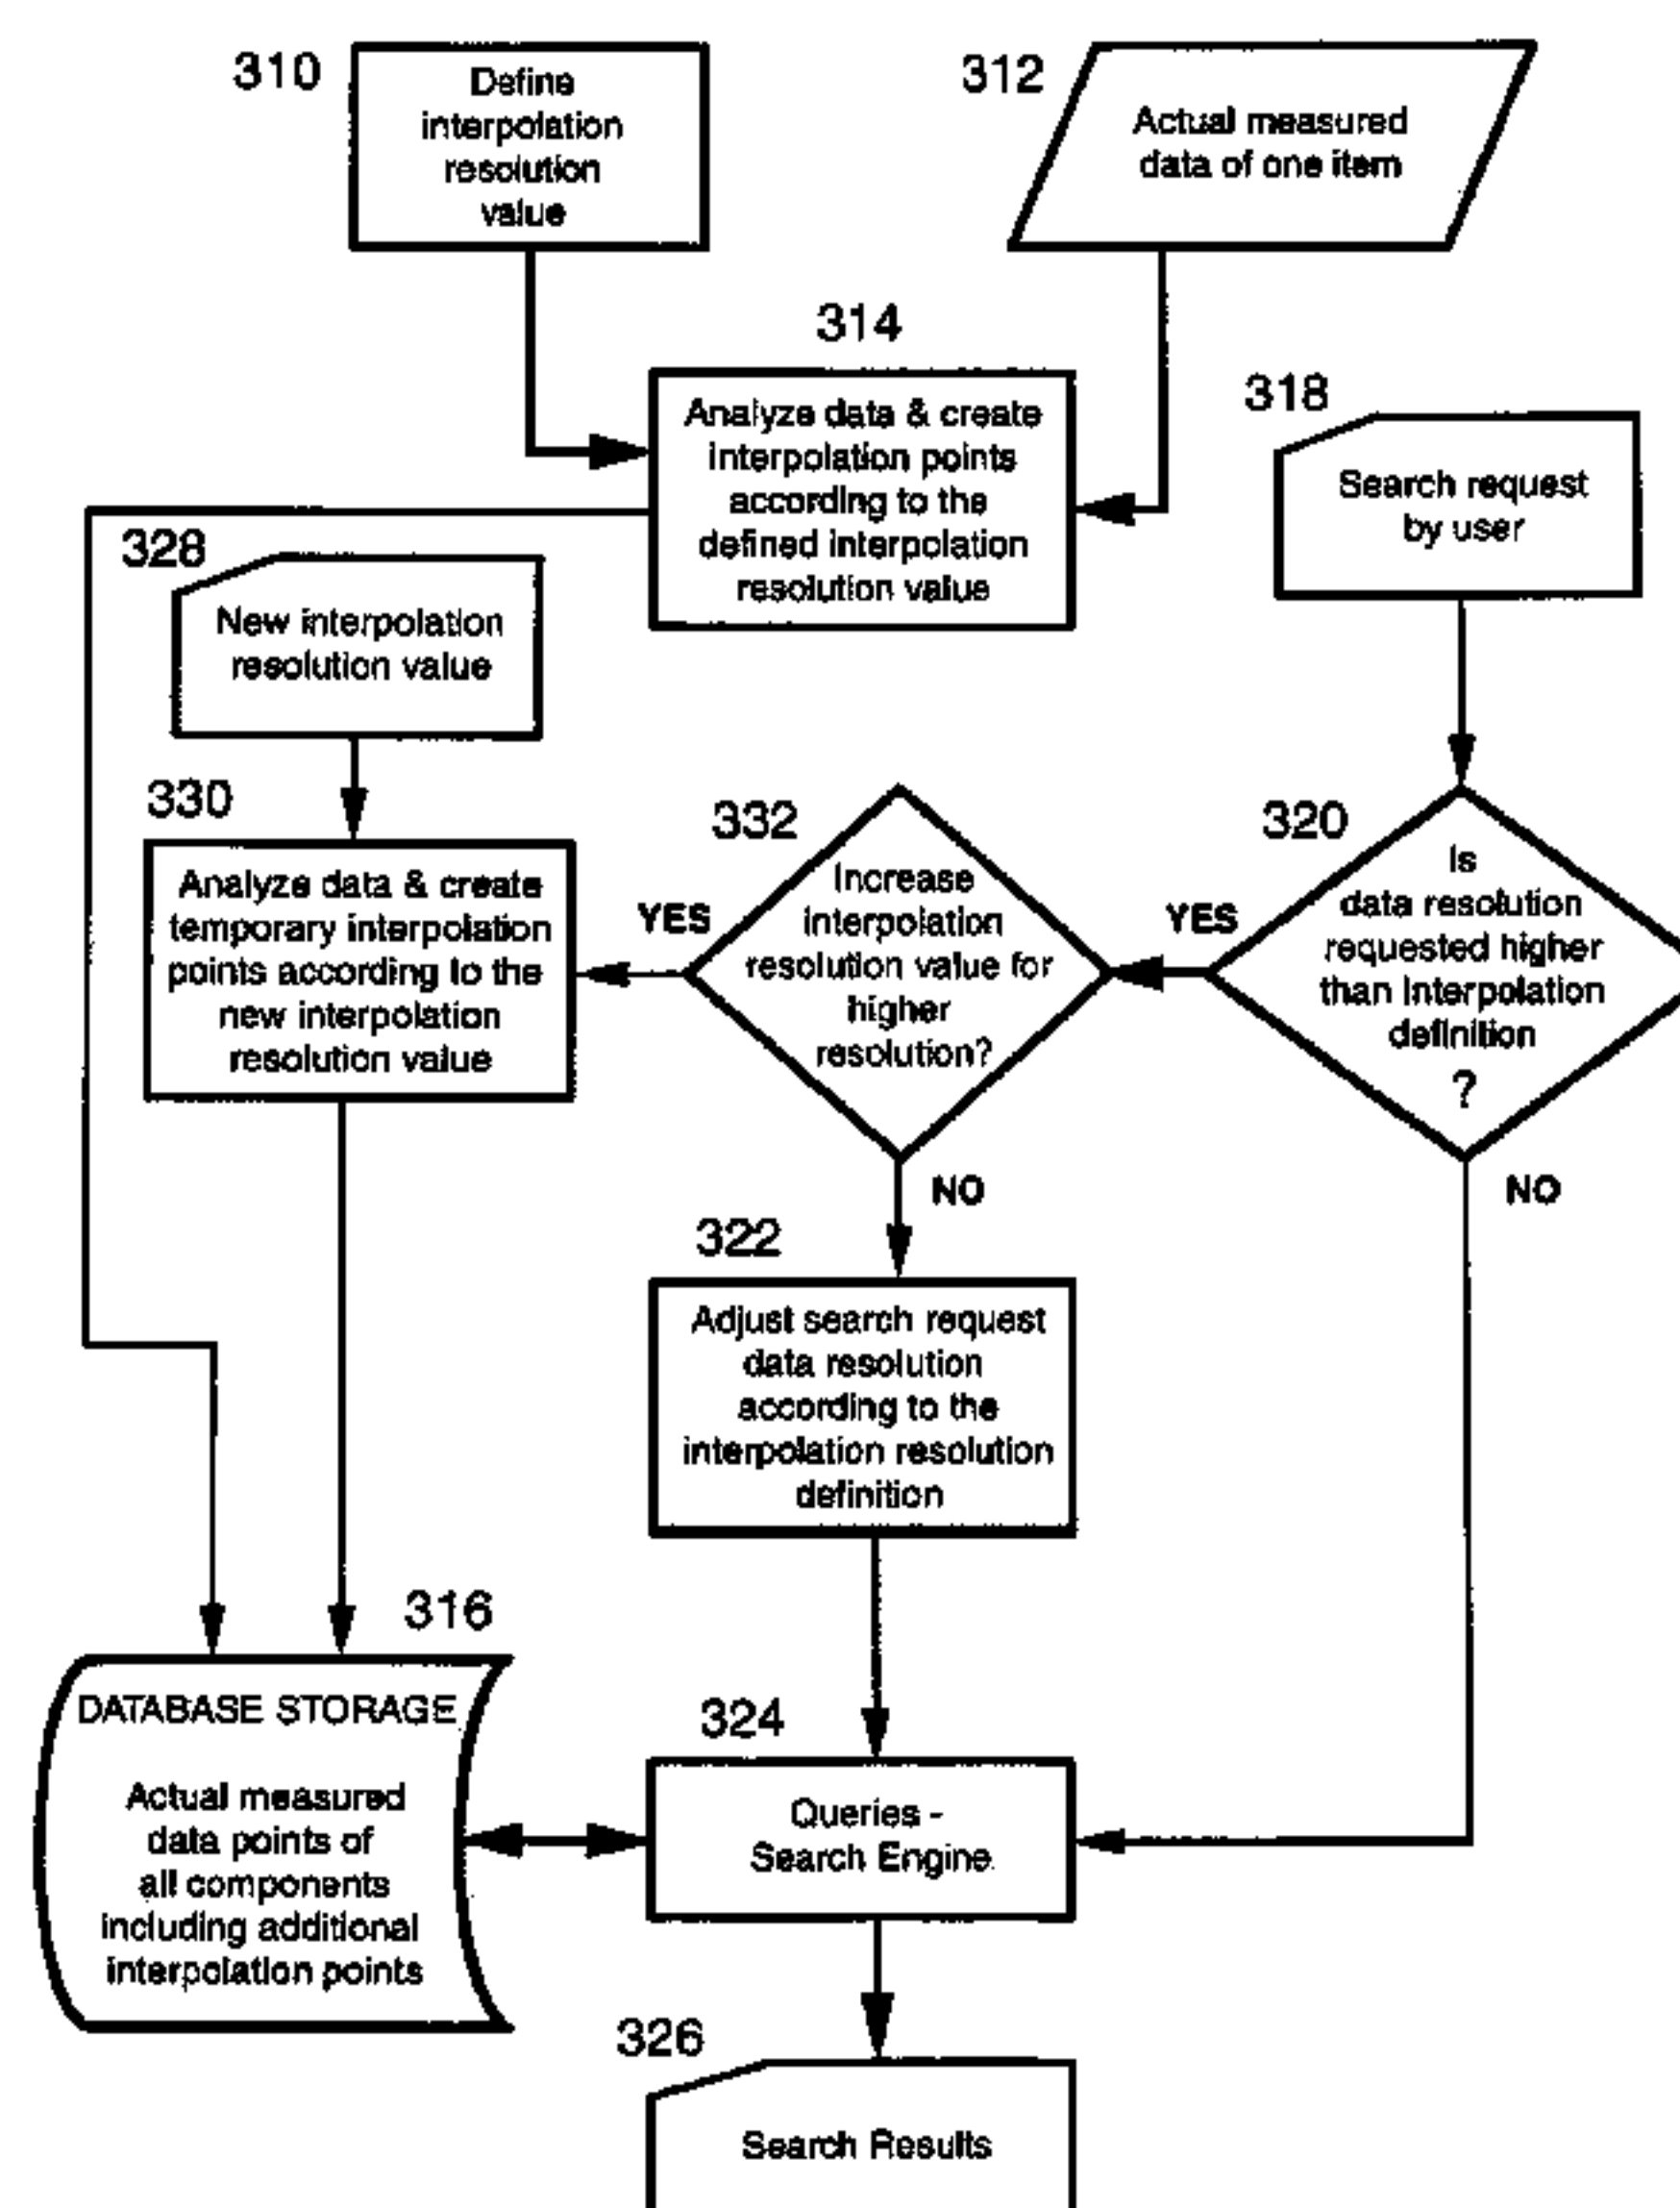 310
Define
interpolation
resolution
value
312
Actual measured
data of one item
314
Analyze data & create
interpolation points
according to the
defined interpolation
resolution value
318
Search request
by user
328
New interpolation
resolution value
330
Analyze data & create
temporary interpolation
points according to the
new interpolation
resolution value
YES
332
Increase
interpolation
resolution value for
higher
resolution?
YES
320
Is
data resolution
requested higher
than interpolation
definition
?
NO
NO
322
Adjust search request
data resolution
according to the
interpolation resolution
definition
316
DATABASE STORAGE
Actual measured
data points of
all components
including additional
interpolation points
324
Queries -
Search Engine
326
Search Results